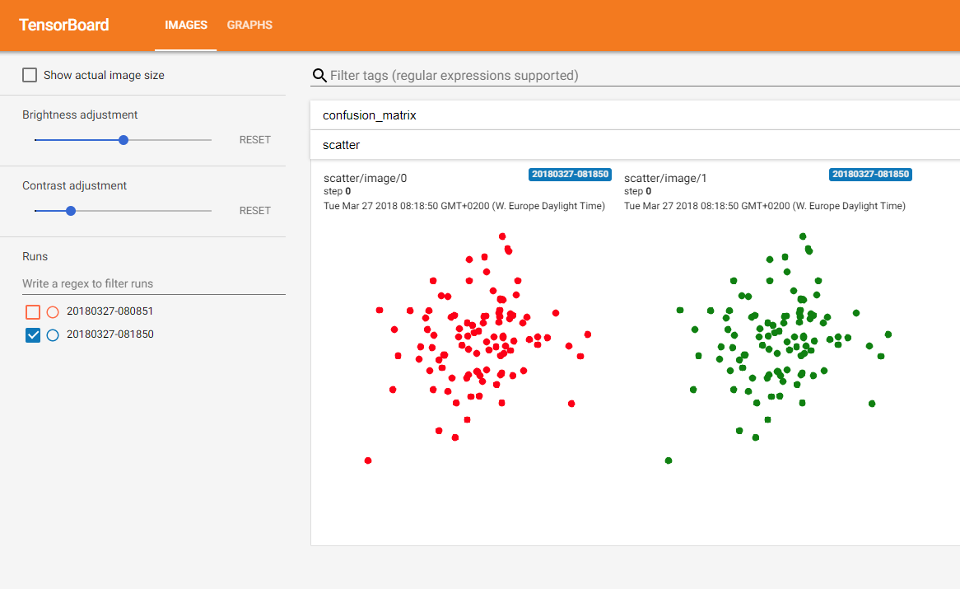 TensorBoard IMAGES GRAPHS
Show actual image size
Brightness adjustment
RESET
Contrast adjustment
RESET
Runs
Write a regex to filter runs
20180327-080851
20180327-081850
Filter tags (regular expressions supported)
confusion_matrix
scatter
scatter/image/0 20180327-081850
step 0
Tue Mar 27 2018 08:18:50 GMT+0200 (W. Europe Daylight Time)
scatter/image/1 20180327-081850
step 0
Tue Mar 27 2018 08:18:50 GMT+0200 (W. Europe Daylight Time)